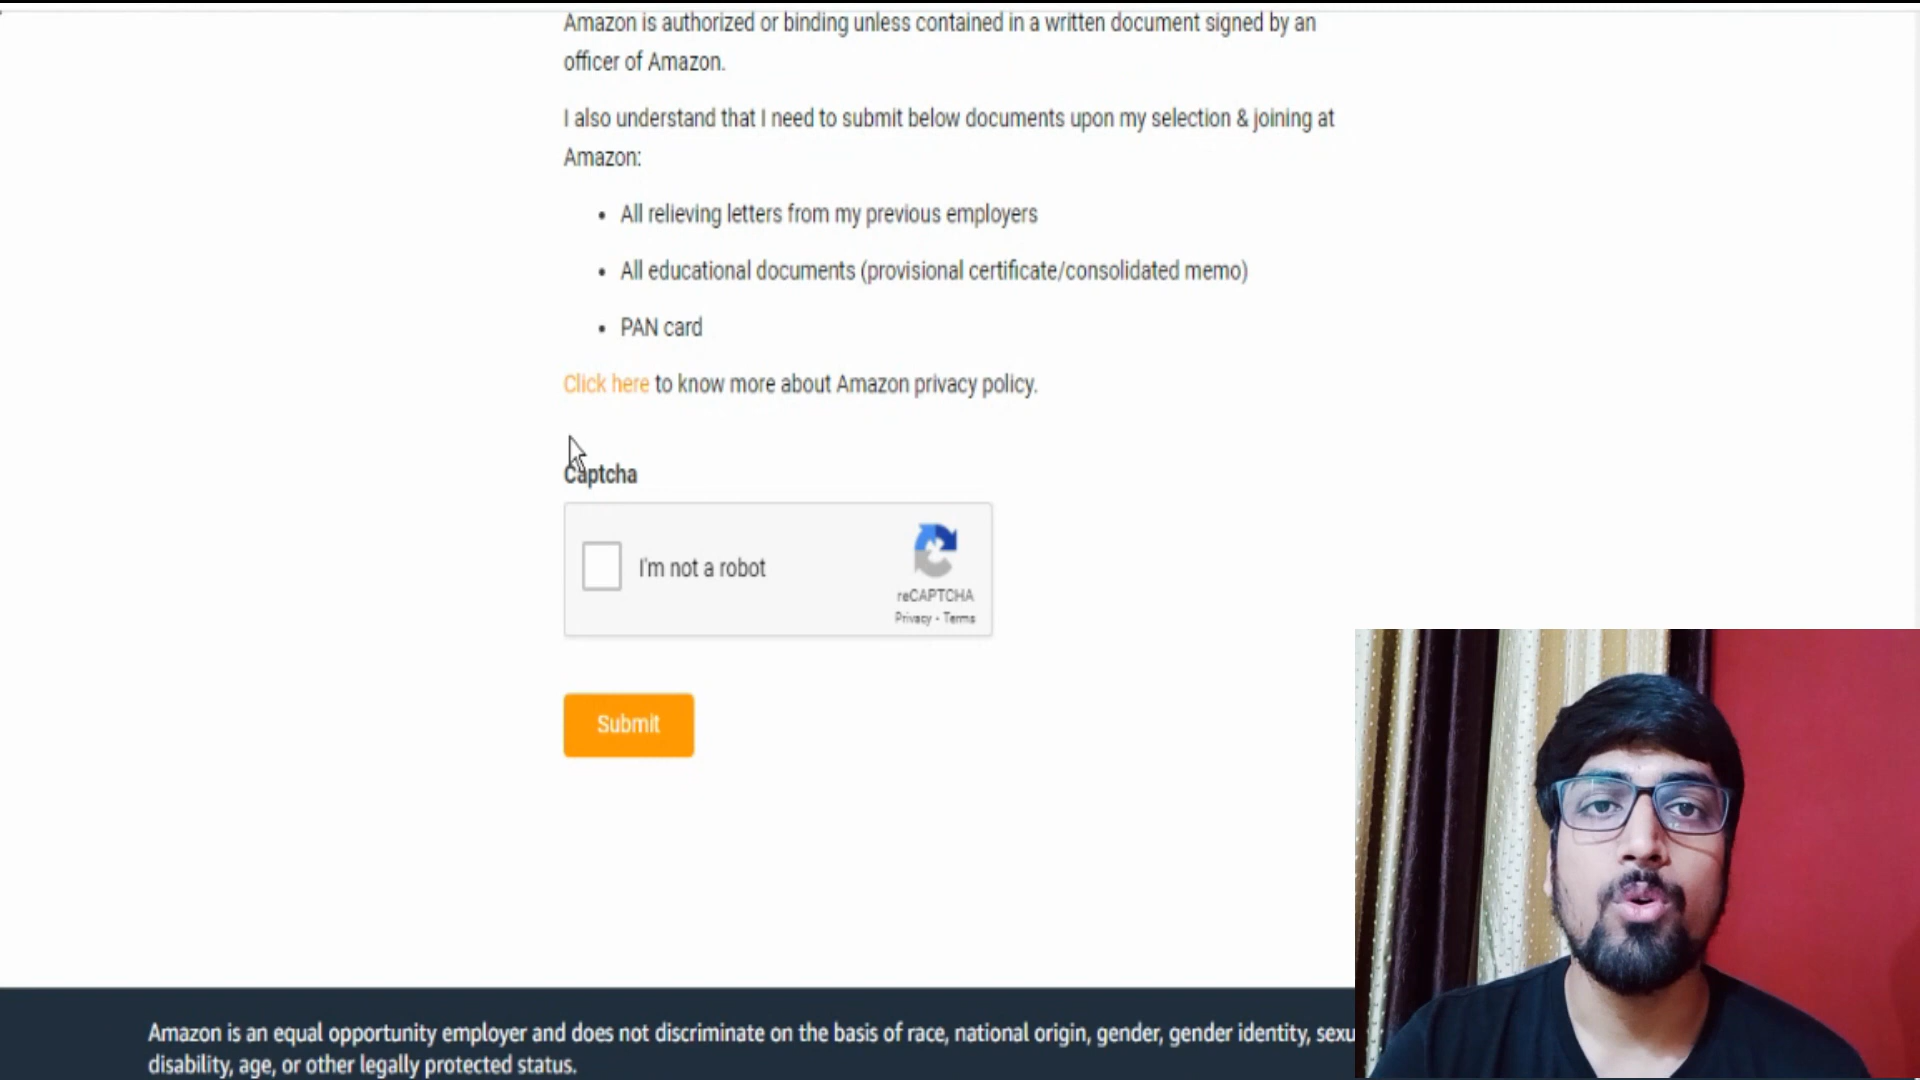 Amazon is authorized or binding unless contained in a written document signed by an
officer of Amazon.
I also understand that I need to submit below documents upon my selection & joining at
Amazon:
• All relieving letters from my previous employers
• All educational documents (provisional certificate/consolidated memo)
• PAN card
Click here to know more about Amazon privacy policy.
Captcha
I'm not a robot
reCAPTCHA
Privacy - Terms
Submit
Amazon is an equal opportunity employer and does not discriminate on the basis of race, national origin, gender, gender identity, sexu
disability, age, or other legally protected status.